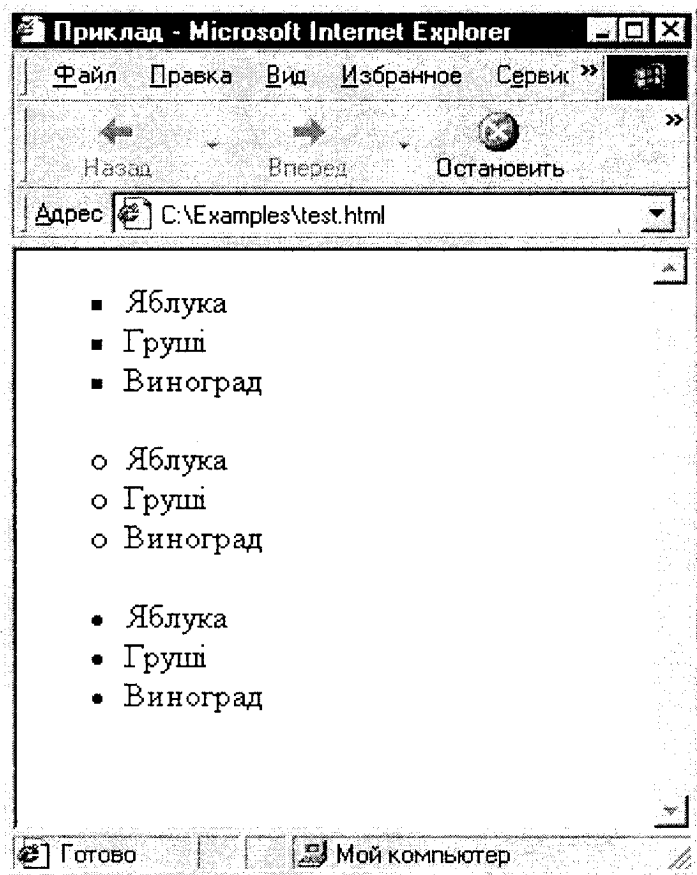 Приклад - Microsoft Internet Explorer
Файл Правка Вид Избранное Сервис »
Назад Вперед Остановить »
Адрес C:\Examples\test.html
▪ Яблука
▪ Груші
▪ Виноград
○ Яблука
○ Груші
○ Виноград
• Яблука
• Груші
• Виноград
Готово Мой компьютер